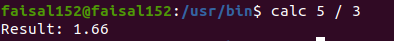 faisal152@faisal152:/usr/bin$ calc 5 / 3
Result: 1.66